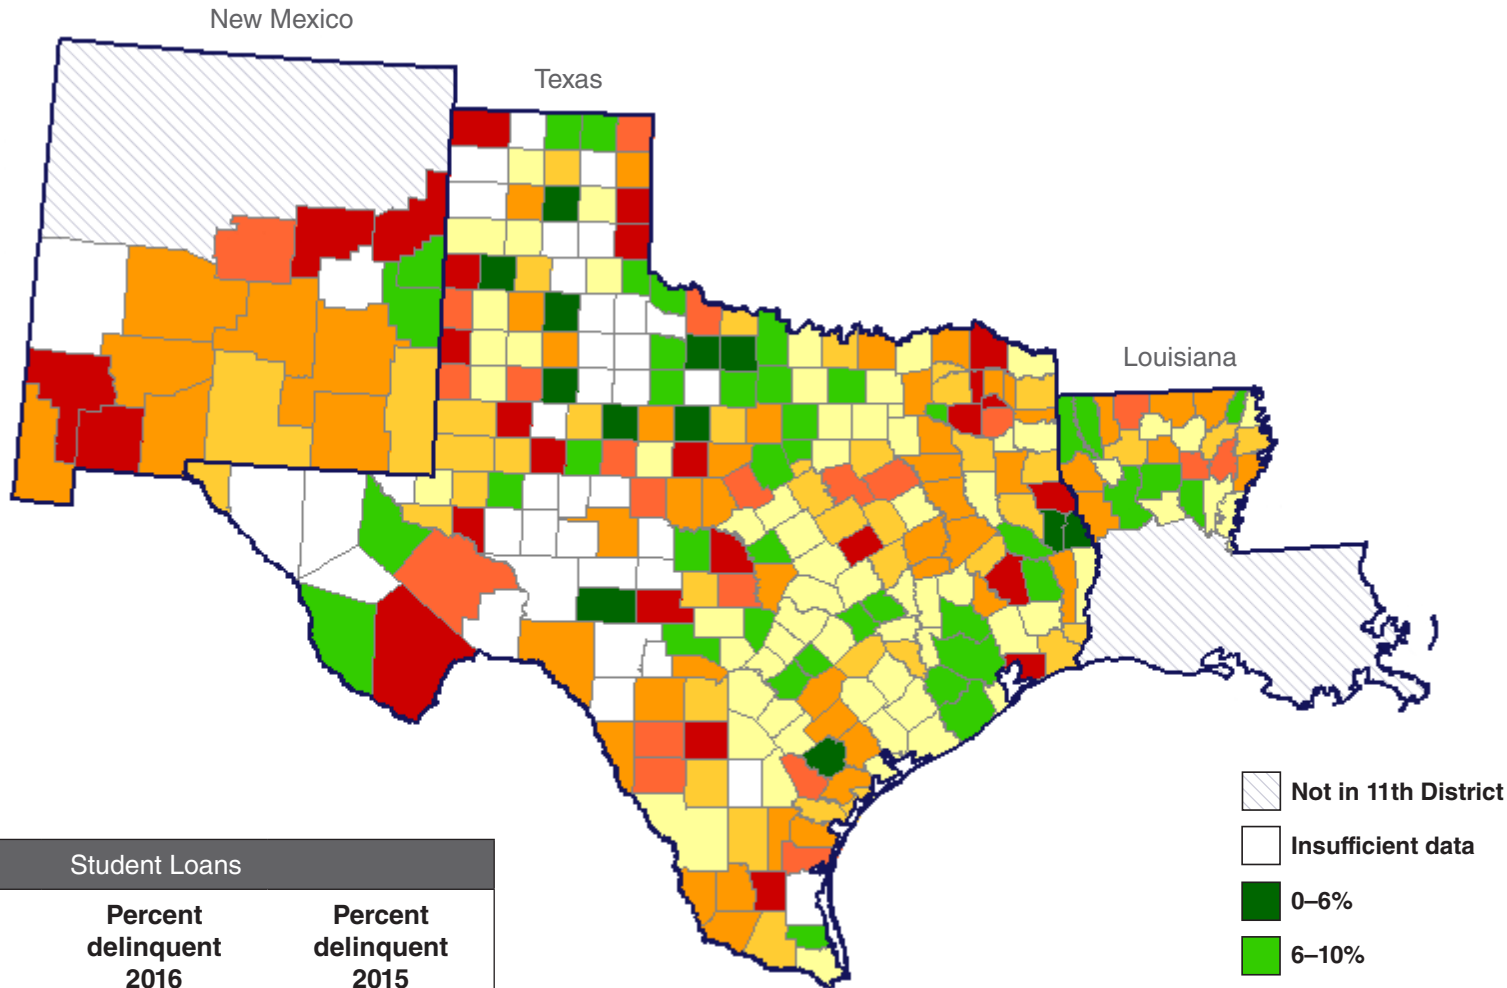 New Mexico
Texas
Louisiana
Not in 11th District
Insufficient data
0–6%
6–10%
Student Loans
Percent
delinquent
2016
Percent
delinquent
2015